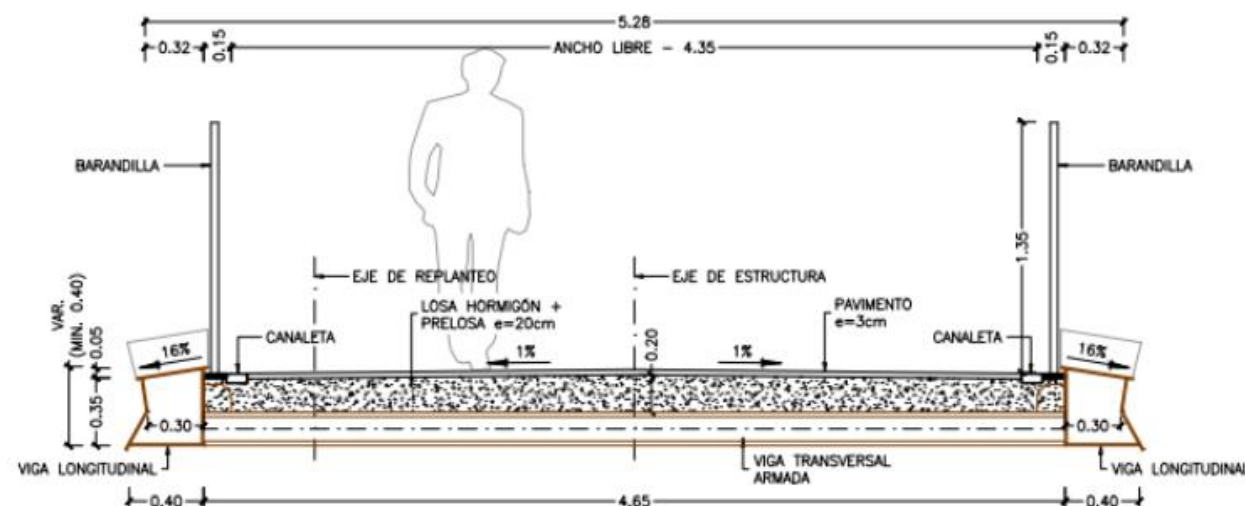 5.28
0.32
0.15
ANCHO LIBRE - 4.35
0.15
0.32
BARANDILLA
BARANDILLA
1.35
EJE DE REPLANTEO
EJE DE ESTRUCTURA
VAR.
(MIN. 0.40)
0.05
0.35
LOSA HORMIGÓN +
PRELOSA e=20cm
PAVIMENTO
e=3cm
CANALETA
CANALETA
16%
1%
0.20
1%
16%
0.30
0.30
VIGA LONGITUDINAL
VIGA TRANSVERSAL
ARMADA
VIGA LONGITUDINAL
0.40
4.65
0.40